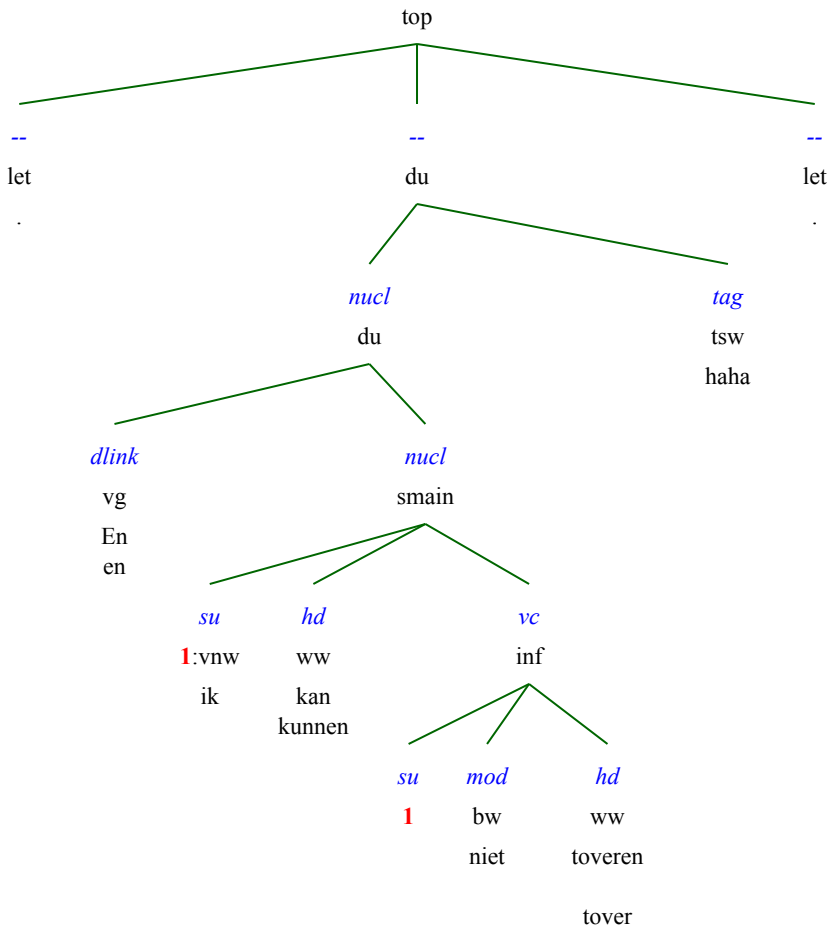 top
-- -- --
let du let
. .
nucl tag
du tsw
haha
dlink nucl
vg smain
En
en
su hd vc
1:vnw ww inf
ik kan
kunnen
su mod hd
1 bw ww
niet toveren
tover